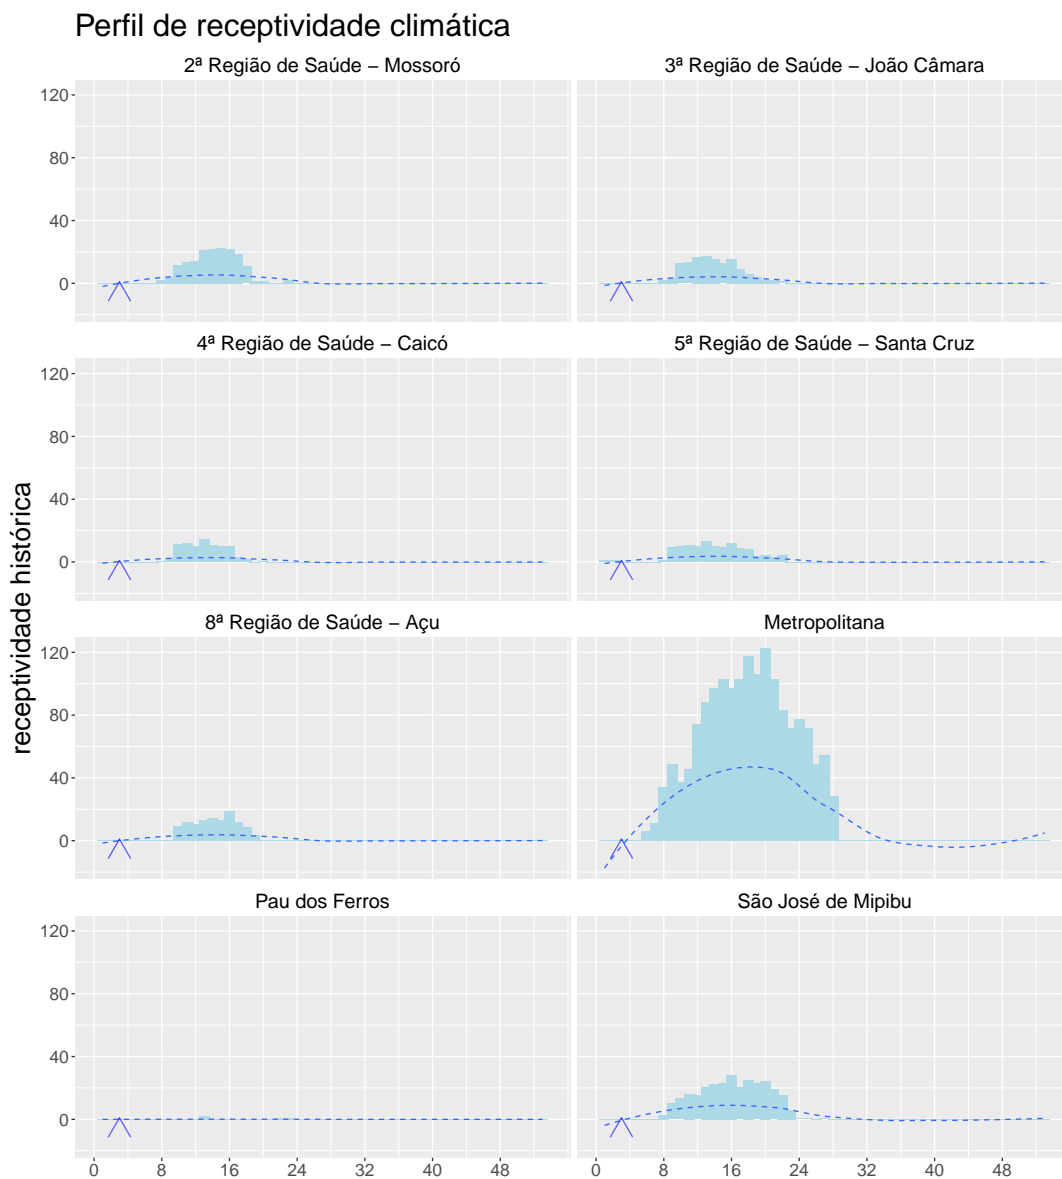 Perfil de receptividade climática
2ª Região de Saúde – Mossoró
3ª Região de Saúde – João Câmara
120
80
40
0
4ª Região de Saúde – Caicó
5ª Região de Saúde – Santa Cruz
120
80
40
0
receptividade histórica
8ª Região de Saúde – Açu
Metropolitana
120
80
40
0
Pau dos Ferros
São José de Mipibu
120
80
40
0
0 8 16 24 32 40 48
0 8 16 24 32 40 48